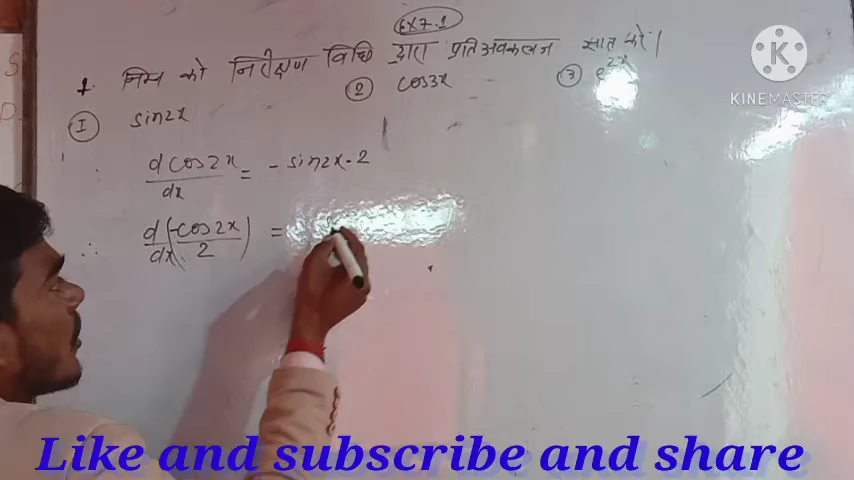 EX 7.1
1 निम्न को निरीक्षण विधि द्वारा प्रतिअवकलज ज्ञात करें।
① sin2x ② cos3x ③ e^2x
d cos2x / dx = - sin2x · 2
∴ d/dx (-cos2x / 2) =
KINEMASTER
Like and subscribe and share